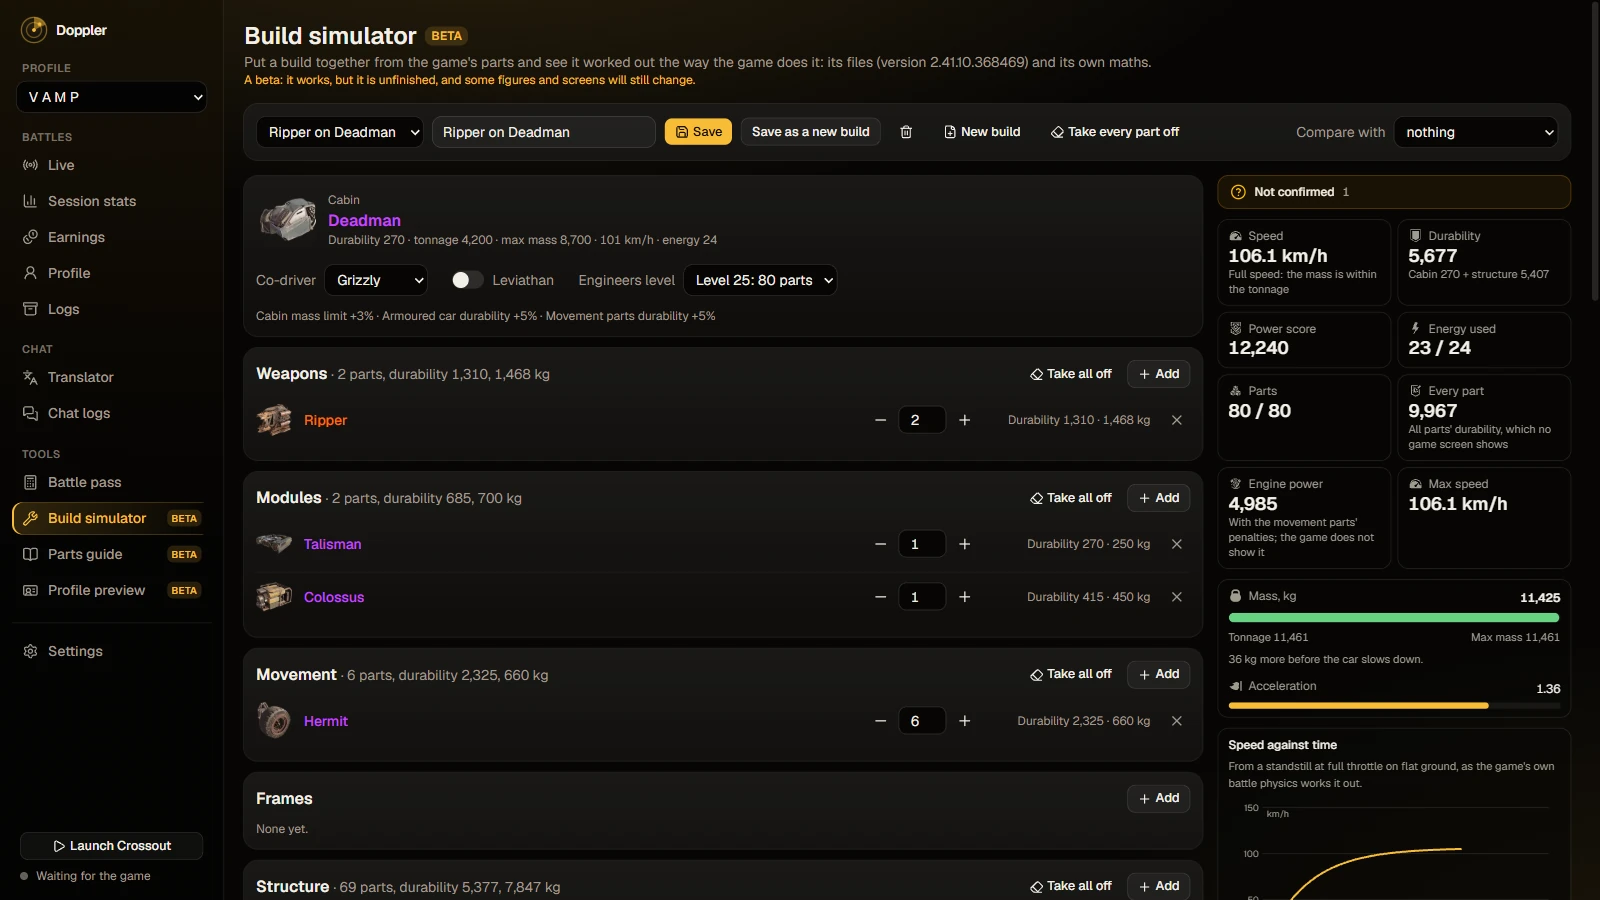 Doppler
PROFILE
V A M P
BATTLES
Live
Session stats
Earnings
Profile
Logs
CHAT
Translator
Chat logs
TOOLS
Battle pass
Build simulator BETA
Parts guide BETA
Profile preview BETA
Settings
Launch Crossout
Waiting for the game
Build simulator BETA
Put a build together from the game's parts and see it worked out the way the game does it: its files (version 2.41.10.368469) and its own maths.
A beta: it works, but it is unfinished, and some figures and screens will still change.
Ripper on Deadman Ripper on Deadman Save Save as a new build New build Take every part off Compare with nothing
Cabin
Deadman
Durability 270 · tonnage 4,200 · max mass 8,700 · 101 km/h · energy 24
Co-driver Grizzly Leviathan Engineers level Level 25: 80 parts
Cabin mass limit +3% · Armoured car durability +5% · Movement parts durability +5%
Weapons · 2 parts, durability 1,310, 1,468 kg Take all off + Add
Ripper − 2 + Durability 1,310 · 1,468 kg ×
Modules · 2 parts, durability 685, 700 kg Take all off + Add
Talisman − 1 + Durability 270 · 250 kg ×
Colossus − 1 + Durability 415 · 450 kg ×
Movement · 6 parts, durability 2,325, 660 kg Take all off + Add
Hermit − 6 + Durability 2,325 · 660 kg ×
Frames + Add
None yet.
Structure · 69 parts, durability 5,377, 7,847 kg Take all off + Add
Not confirmed 1
Speed
106.1 km/h
Full speed: the mass is within
the tonnage
Durability
5,677
Cabin 270 + structure 5,407
Power score
12,240
Energy used
23 / 24
Parts
80 / 80
Every part
9,967
All parts' durability, which no
game screen shows
Engine power
4,985
With the movement parts'
penalties; the game does not
show it
Max speed
106.1 km/h
Mass, kg 11,425
Tonnage 11,461 Max mass 11,461
36 kg more before the car slows down.
Acceleration 1.36
Speed against time
From a standstill at full throttle on flat ground, as the game's own
battle physics works it out.
150
km/h
100
50